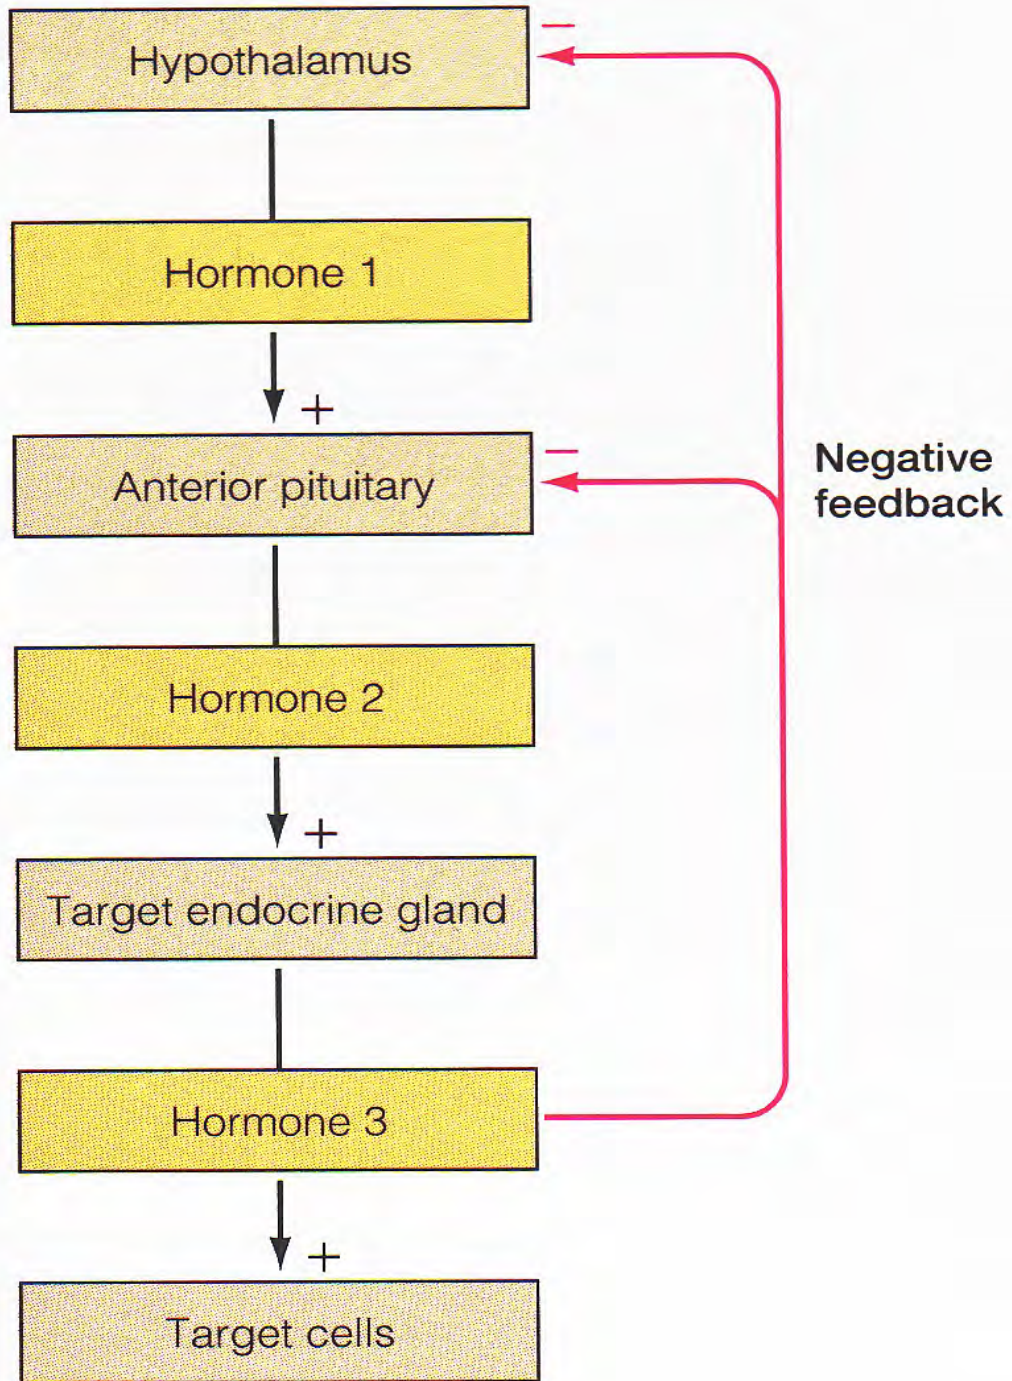 −
Hypothalamus
Hormone 1
+
−
Anterior pituitary
Negative
feedback
Hormone 2
+
Target endocrine gland
Hormone 3
+
Target cells